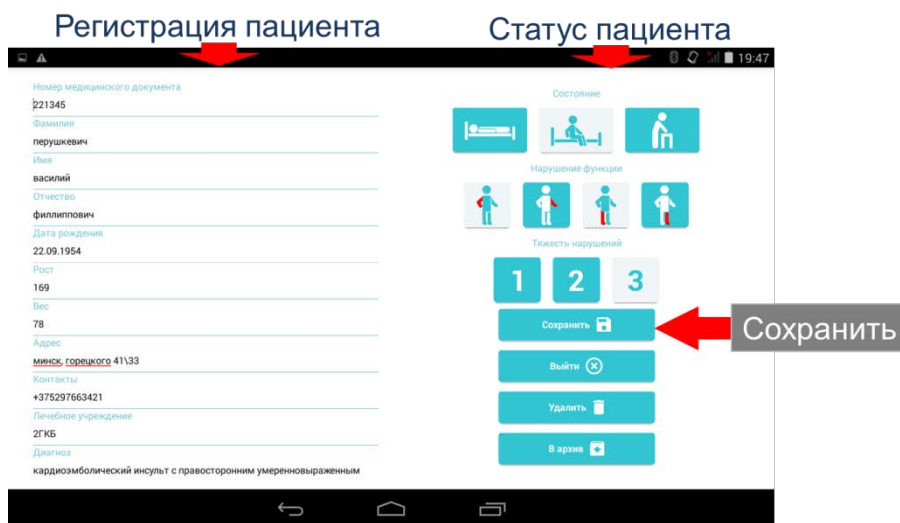 Регистрация пациента
Статус пациента
19:47
Номер медицинского документа
221345
Фамилия
перушкевич
Имя
василий
Отчество
филлиппович
Дата рождения
22.09.1954
Рост
169
Вес
78
Адрес
минск, горецкого 41\33
Контакты
+375297663421
Лечебное учреждение
2ГКБ
Диагноз
кардиоэмболический инсульт с правосторонним умеренновыраженным
Состояние
Нарушение функции
Тяжесть нарушений
1 2 3
Сохранить
Сохранить
Выйти
Удалить
В архив